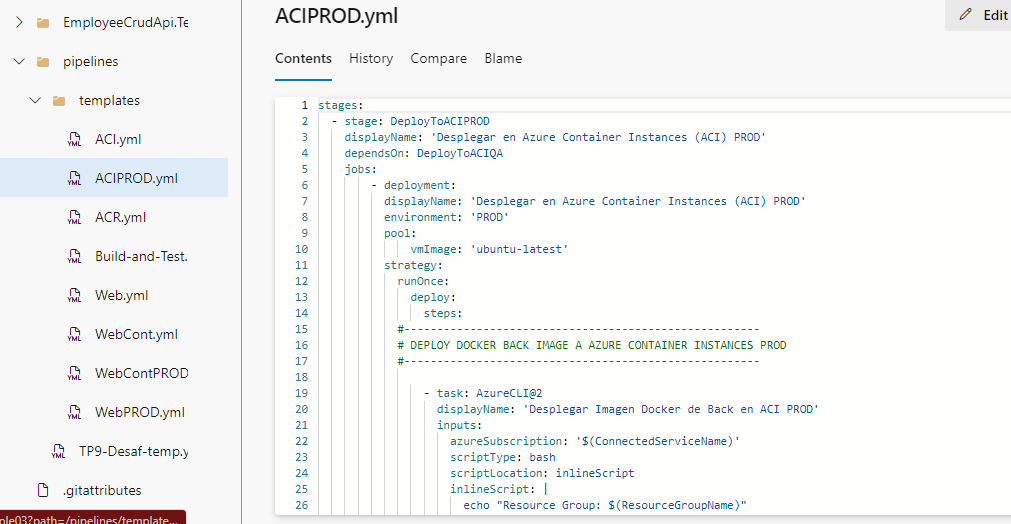 EmployeeCrudApi.Te
pipelines
templates
ACI.yml
ACIPROD.yml
ACR.yml
Build-and-Test.
Web.yml
WebCont.yml
WebContPROD
WebPROD.yml
TP9-Desaf-temp.y
.gitattributes
ple03?path=/pipelines/template...
ACIPROD.yml
Edit
Contents History Compare Blame
1 stages:
2 - stage: DeployToACIPROD
3 displayName: 'Desplegar en Azure Container Instances (ACI) PROD'
4 dependsOn: DeployToACIQA
5 jobs:
6 - deployment:
7 displayName: 'Desplegar en Azure Container Instances (ACI) PROD'
8 environment: 'PROD'
9 pool:
10 vmImage: 'ubuntu-latest'
11 strategy:
12 runOnce:
13 deploy:
14 steps:
15 #------------------------------------------------------
16 # DEPLOY DOCKER BACK IMAGE A AZURE CONTAINER INSTANCES PROD
17 #------------------------------------------------------
18
19 - task: AzureCLI@2
20 displayName: 'Desplegar Imagen Docker de Back en ACI PROD'
21 inputs:
22 azureSubscription: '$(ConnectedServiceName)'
23 scriptType: bash
24 scriptLocation: inlineScript
25 inlineScript: |
26 echo "Resource Group: $(ResourceGroupName)"